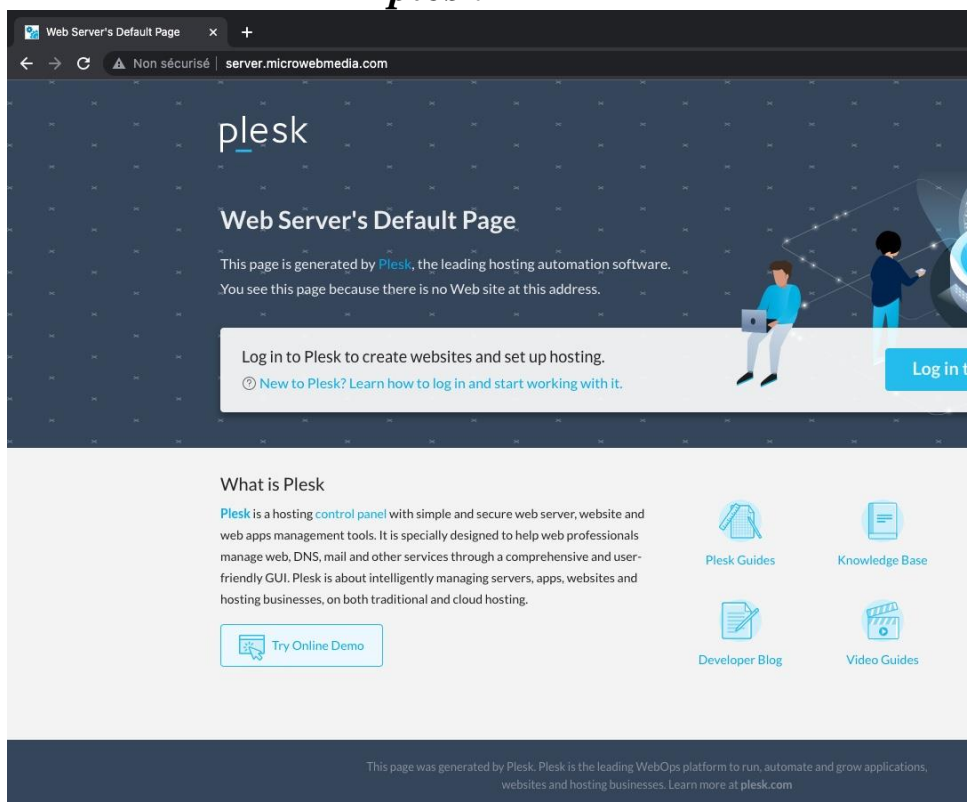 Web Server's Default Page
Non sécurisé | server.microwebmedia.com
plesk
Web Server's Default Page
This page is generated by Plesk, the leading hosting automation software.
You see this page because there is no Web site at this address.
Log in to Plesk to create websites and set up hosting.
New to Plesk? Learn how to log in and start working with it.
Log in t
What is Plesk
Plesk is a hosting control panel with simple and secure web server, website and
web apps management tools. It is specially designed to help web professionals
manage web, DNS, mail and other services through a comprehensive and user-
friendly GUI. Plesk is about intelligently managing servers, apps, websites and
hosting businesses, on both traditional and cloud hosting.
Try Online Demo
Plesk Guides
Knowledge Base
Developer Blog
Video Guides
This page was generated by Plesk. Plesk is the leading WebOps platform to run, automate and grow applications,
websites and hosting businesses. Learn more at plesk.com